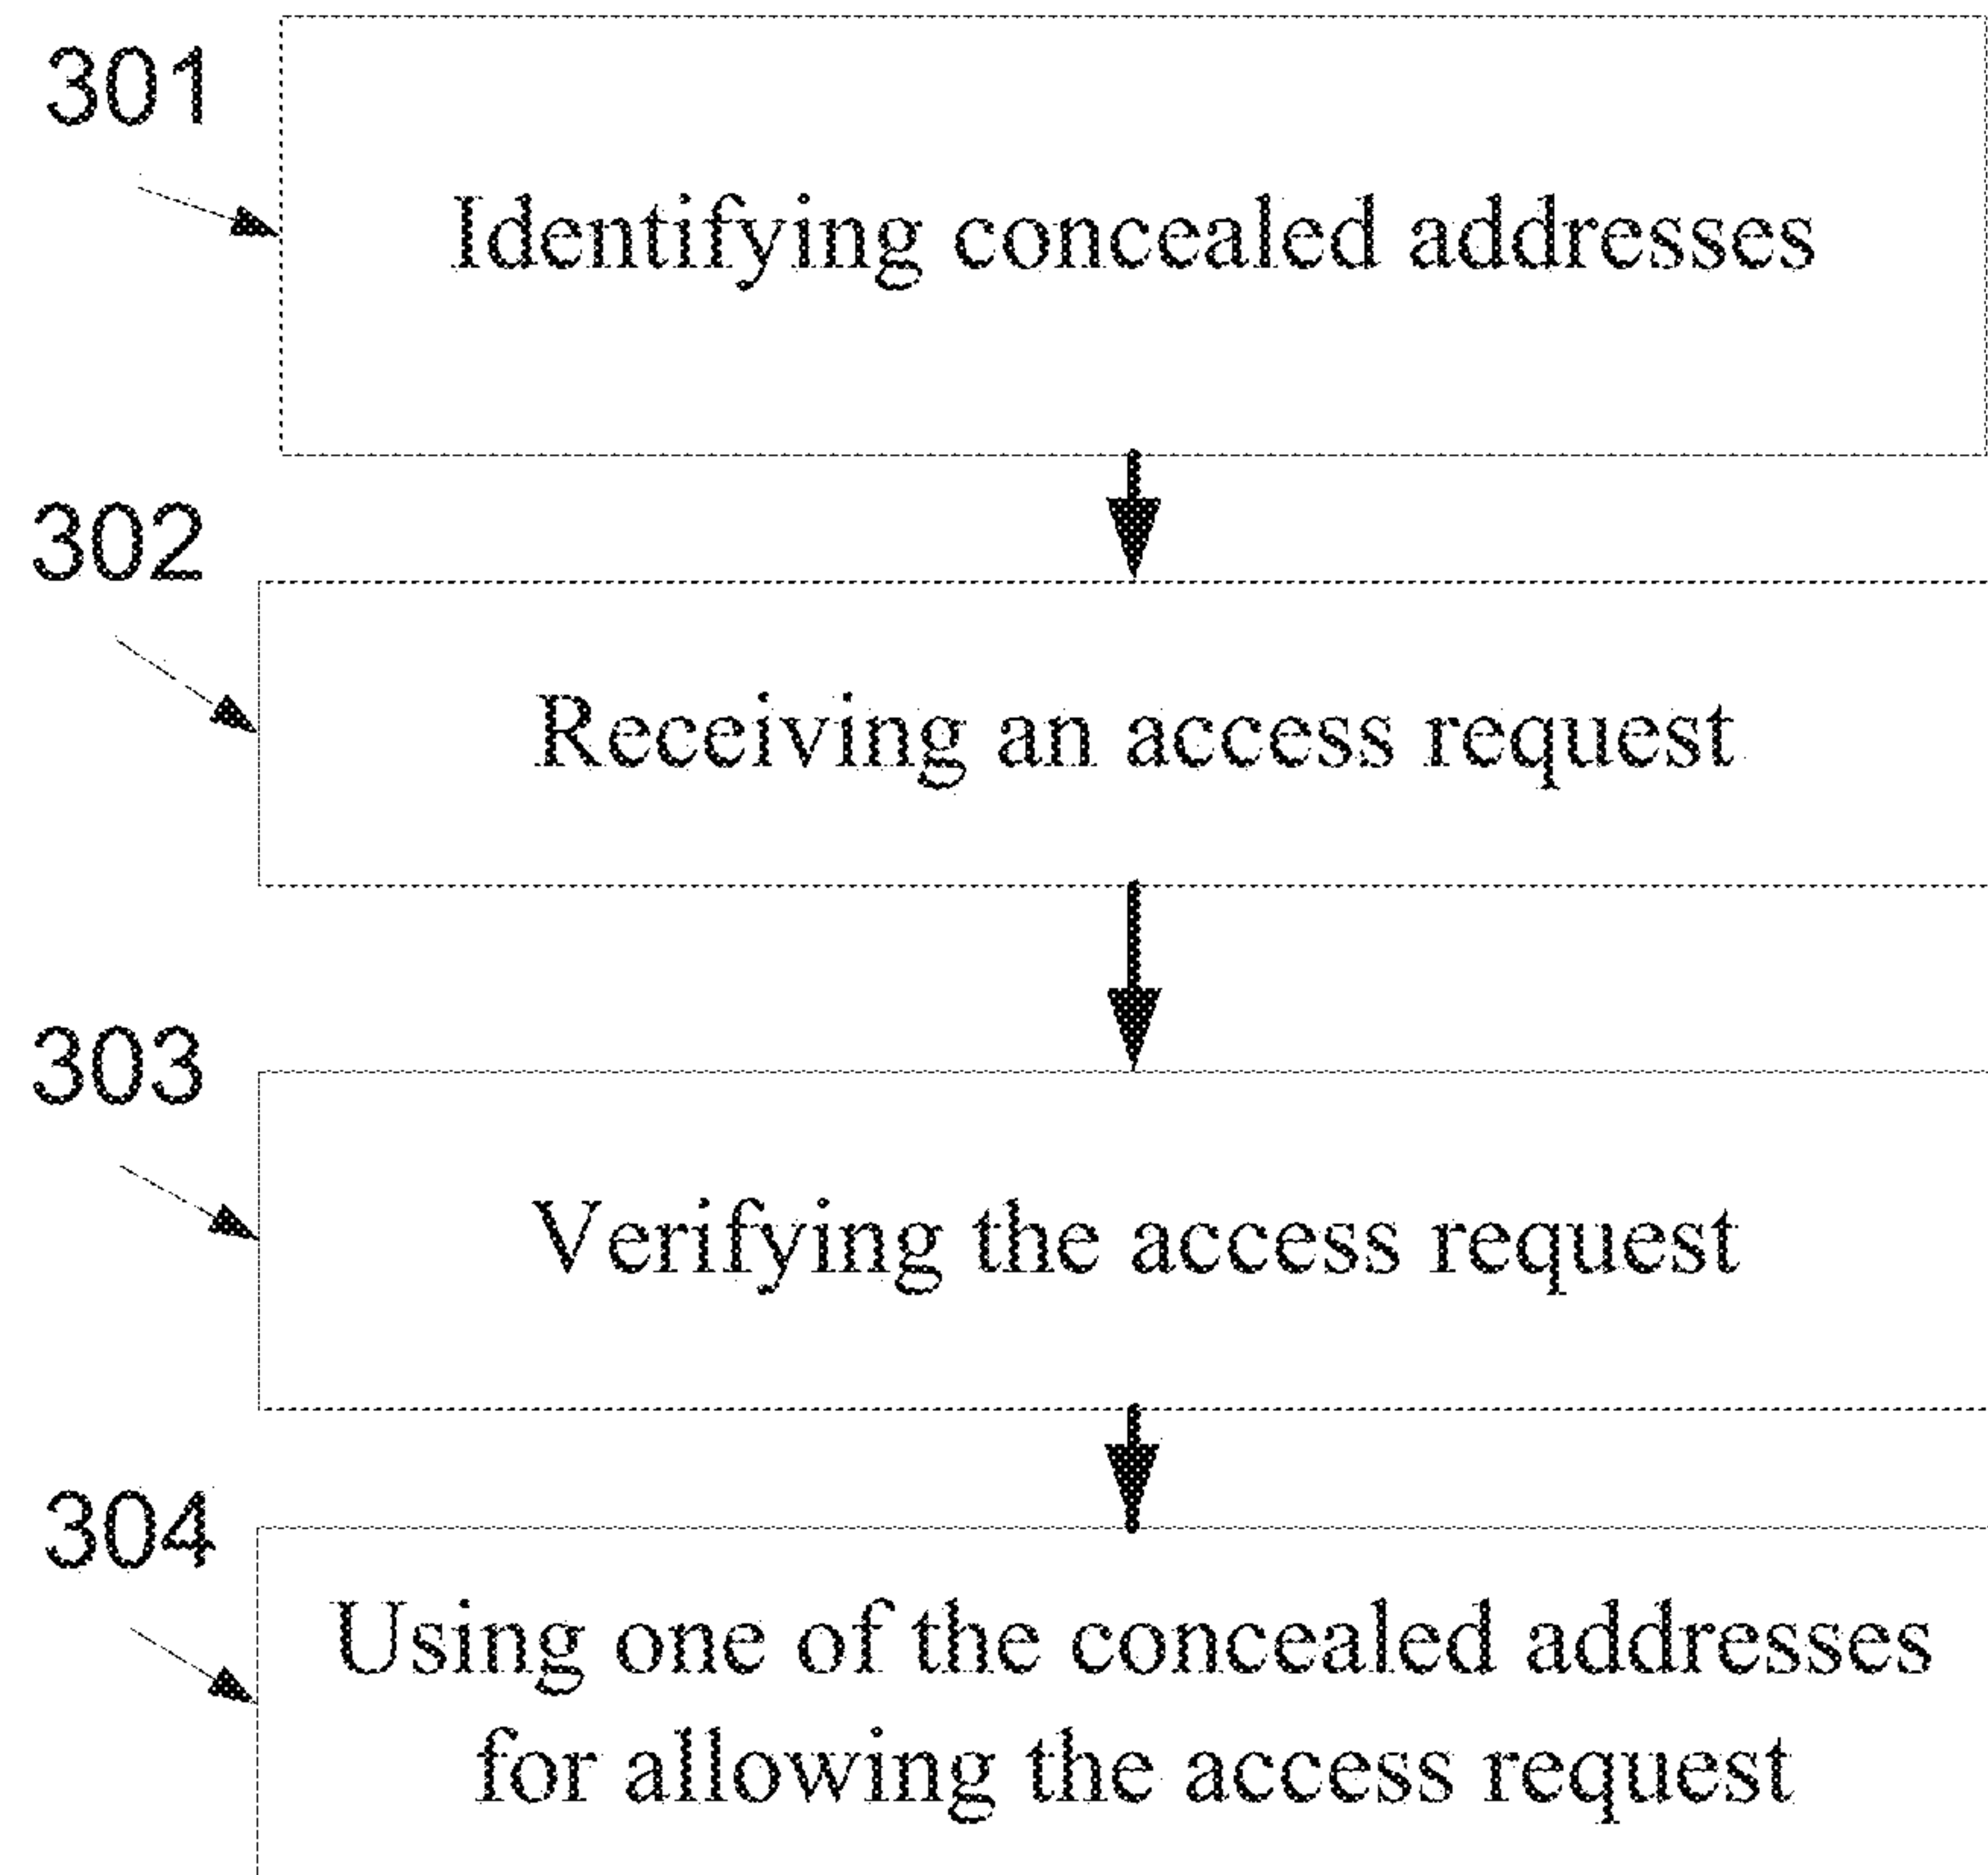 301
Identifying concealed addresses
302
Receiving an access request
303
Verifying the access request
304
Using one of the concealed addresses
for allowing the access request